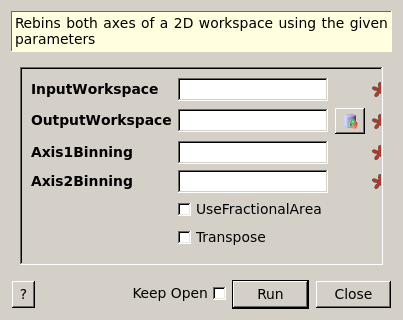 Rebins both axes of a 2D workspace using the given
parameters
InputWorkspace
OutputWorkspace
Axis1Binning
Axis2Binning
UseFractionalArea
Transpose
? Keep Open Run Close